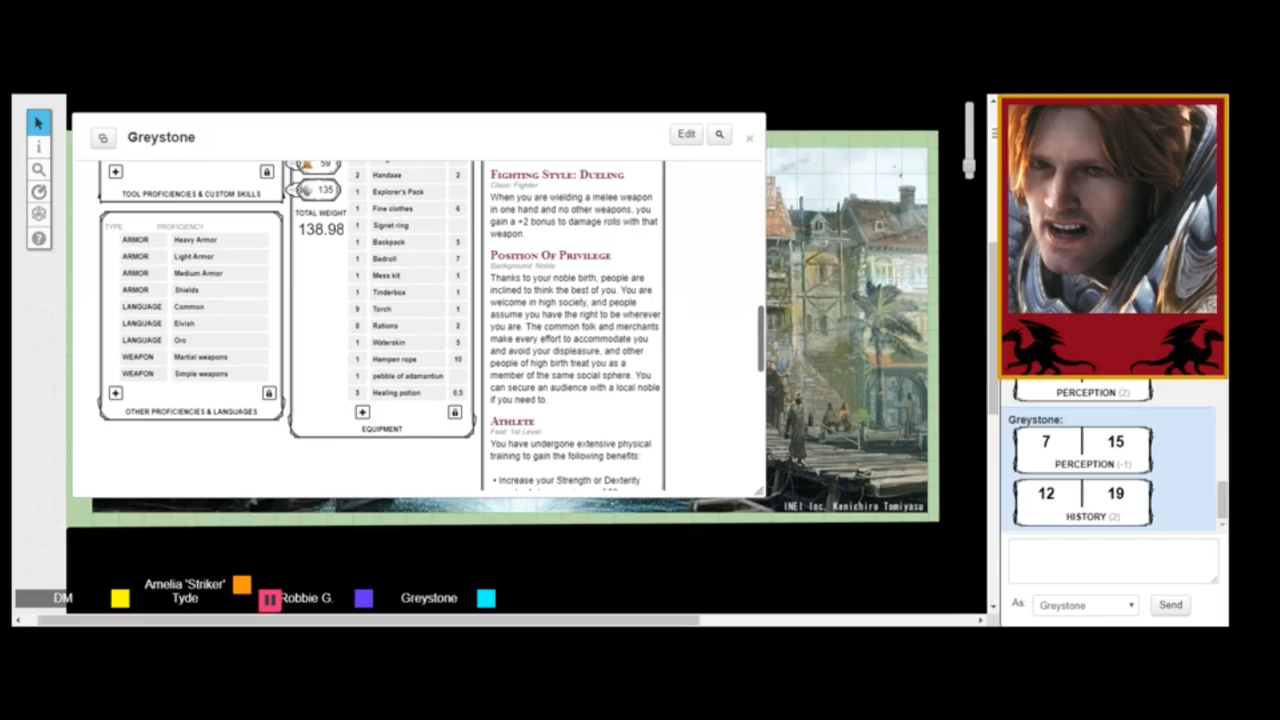 Greystone
Edit
TOOL PROFICIENCIES & CUSTOM SKILLS
TYPE PROFICIENCY
ARMOR Heavy Armor
ARMOR Light Armor
ARMOR Medium Armor
ARMOR Shields
LANGUAGE Common
LANGUAGE Elvish
LANGUAGE Orc
WEAPON Martial weapons
WEAPON Simple weapons
OTHER PROFICIENCIES & LANGUAGES
59
135
TOTAL WEIGHT
138.98
2 Handaxe 2
1 Explorer's Pack
1 Fine clothes 6
1 Signet ring
1 Backpack 5
1 Bedroll 7
1 Mess kit 1
1 Tinderbox 1
9 Torch 1
8 Rations 2
1 Waterskin 5
1 Hempen rope 10
1 pebble of adamantiun
5 Healing potion 0.5
EQUIPMENT
FIGHTING STYLE: DUELING
Class: Fighter
When you are wielding a melee weapon
in one hand and no other weapons, you
gain a +2 bonus to damage rolls with that
weapon.
POSITION OF PRIVILEGE
Background: Noble
Thanks to your noble birth, people are
inclined to think the best of you. You are
welcome in high society, and people
assume you have the right to be wherever
you are. The common folk and merchants
make every effort to accommodate you
and avoid your displeasure, and other
people of high birth treat you as a
member of the same social sphere. You
can secure an audience with a local noble
if you need to.
ATHLETE
Feat: 1st Level
You have undergone extensive physical
training to gain the following benefits:
• Increase your Strength or Dexterity
INEI Inc. Kenichiro Tomiyasu
PERCEPTION (2)
Greystone:
7 15
PERCEPTION (-1)
12 19
HISTORY (2)
As: Greystone Send
DM
Amelia 'Striker'
Tyde
Robbie G.
Greystone